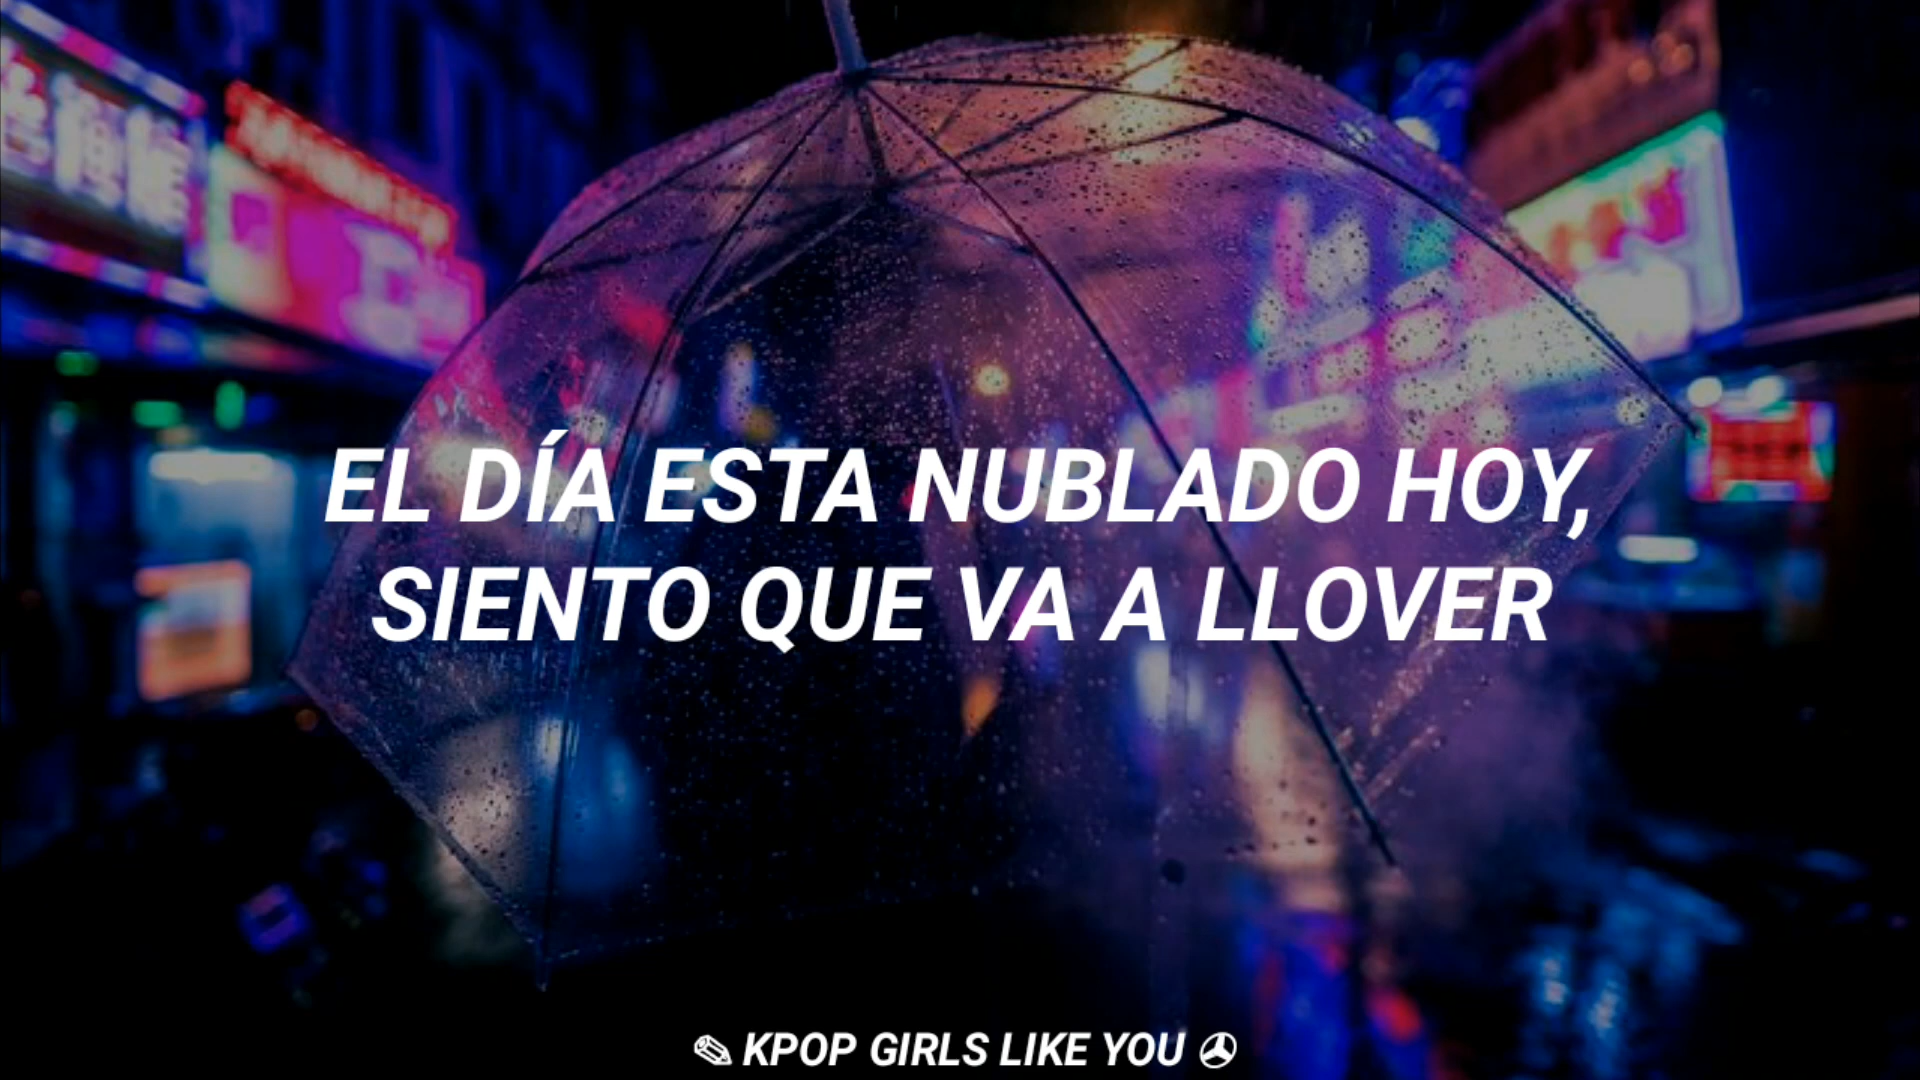 EL DÍA ESTA NUBLADO HOY,
SIENTO QUE VA A LLOVER
✎ KPOP GIRLS LIKE YOU